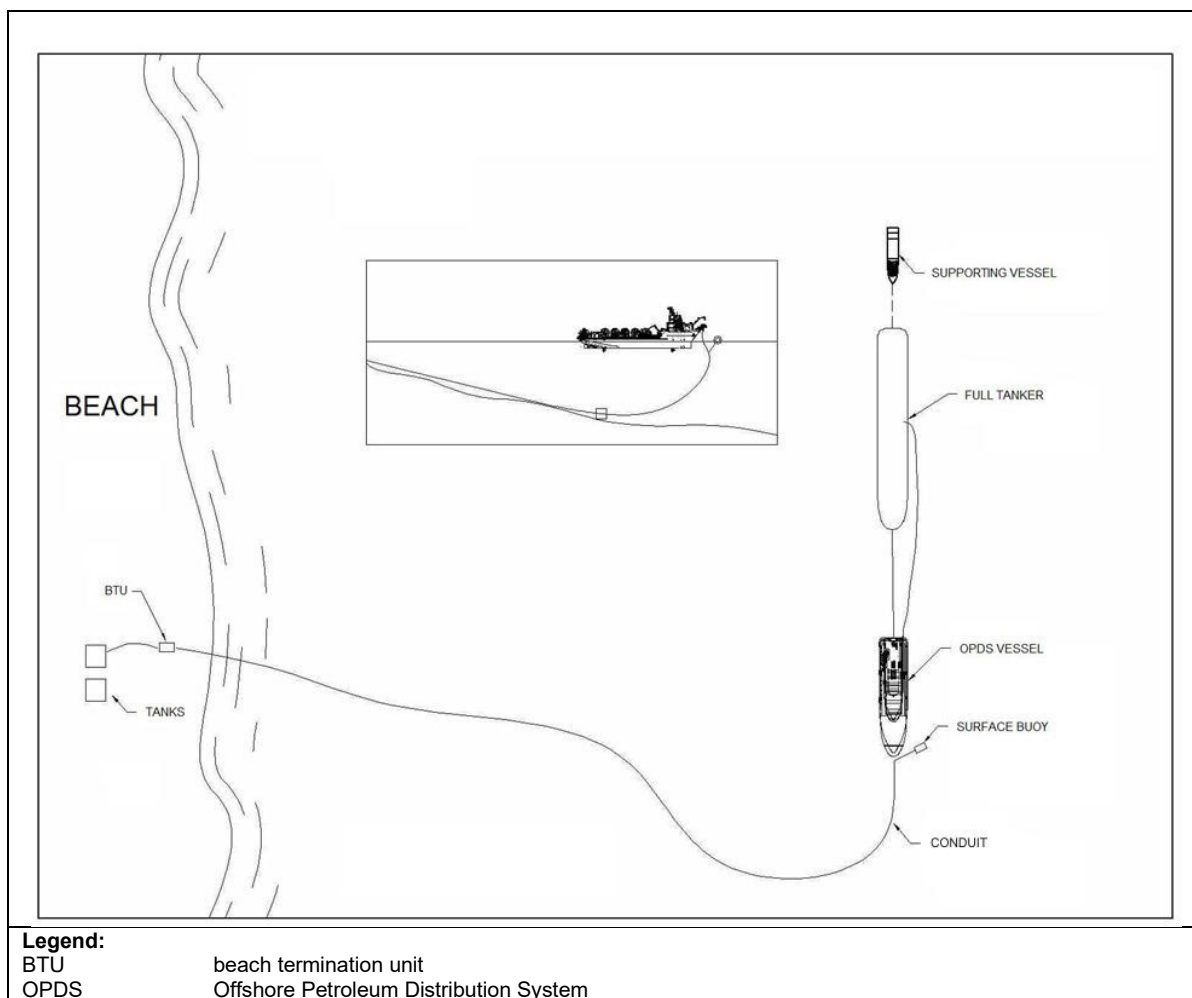 SUPPORTING VESSEL
FULL TANKER
BEACH
BTU
OPDS VESSEL
TANKS
SURFACE BUOY
CONDUIT
Legend:
BTU beach termination unit
OPDS Offshore Petroleum Distribution System